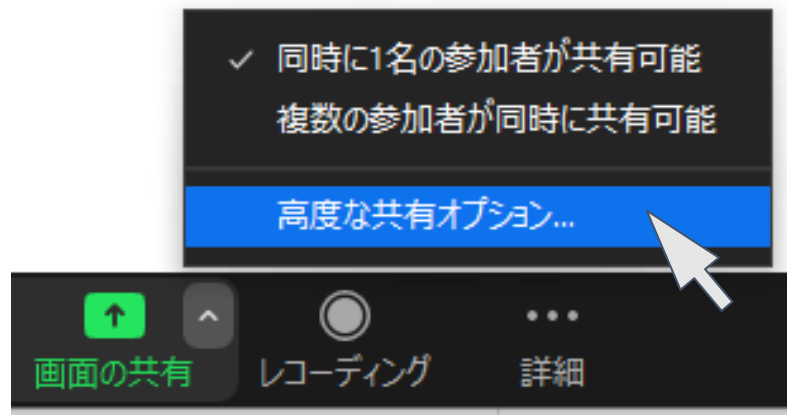 同時に1名の参加者が共有可能
複数の参加者が同時に共有可能
高度な共有オプション...
画面の共有
レコーディング
詳細